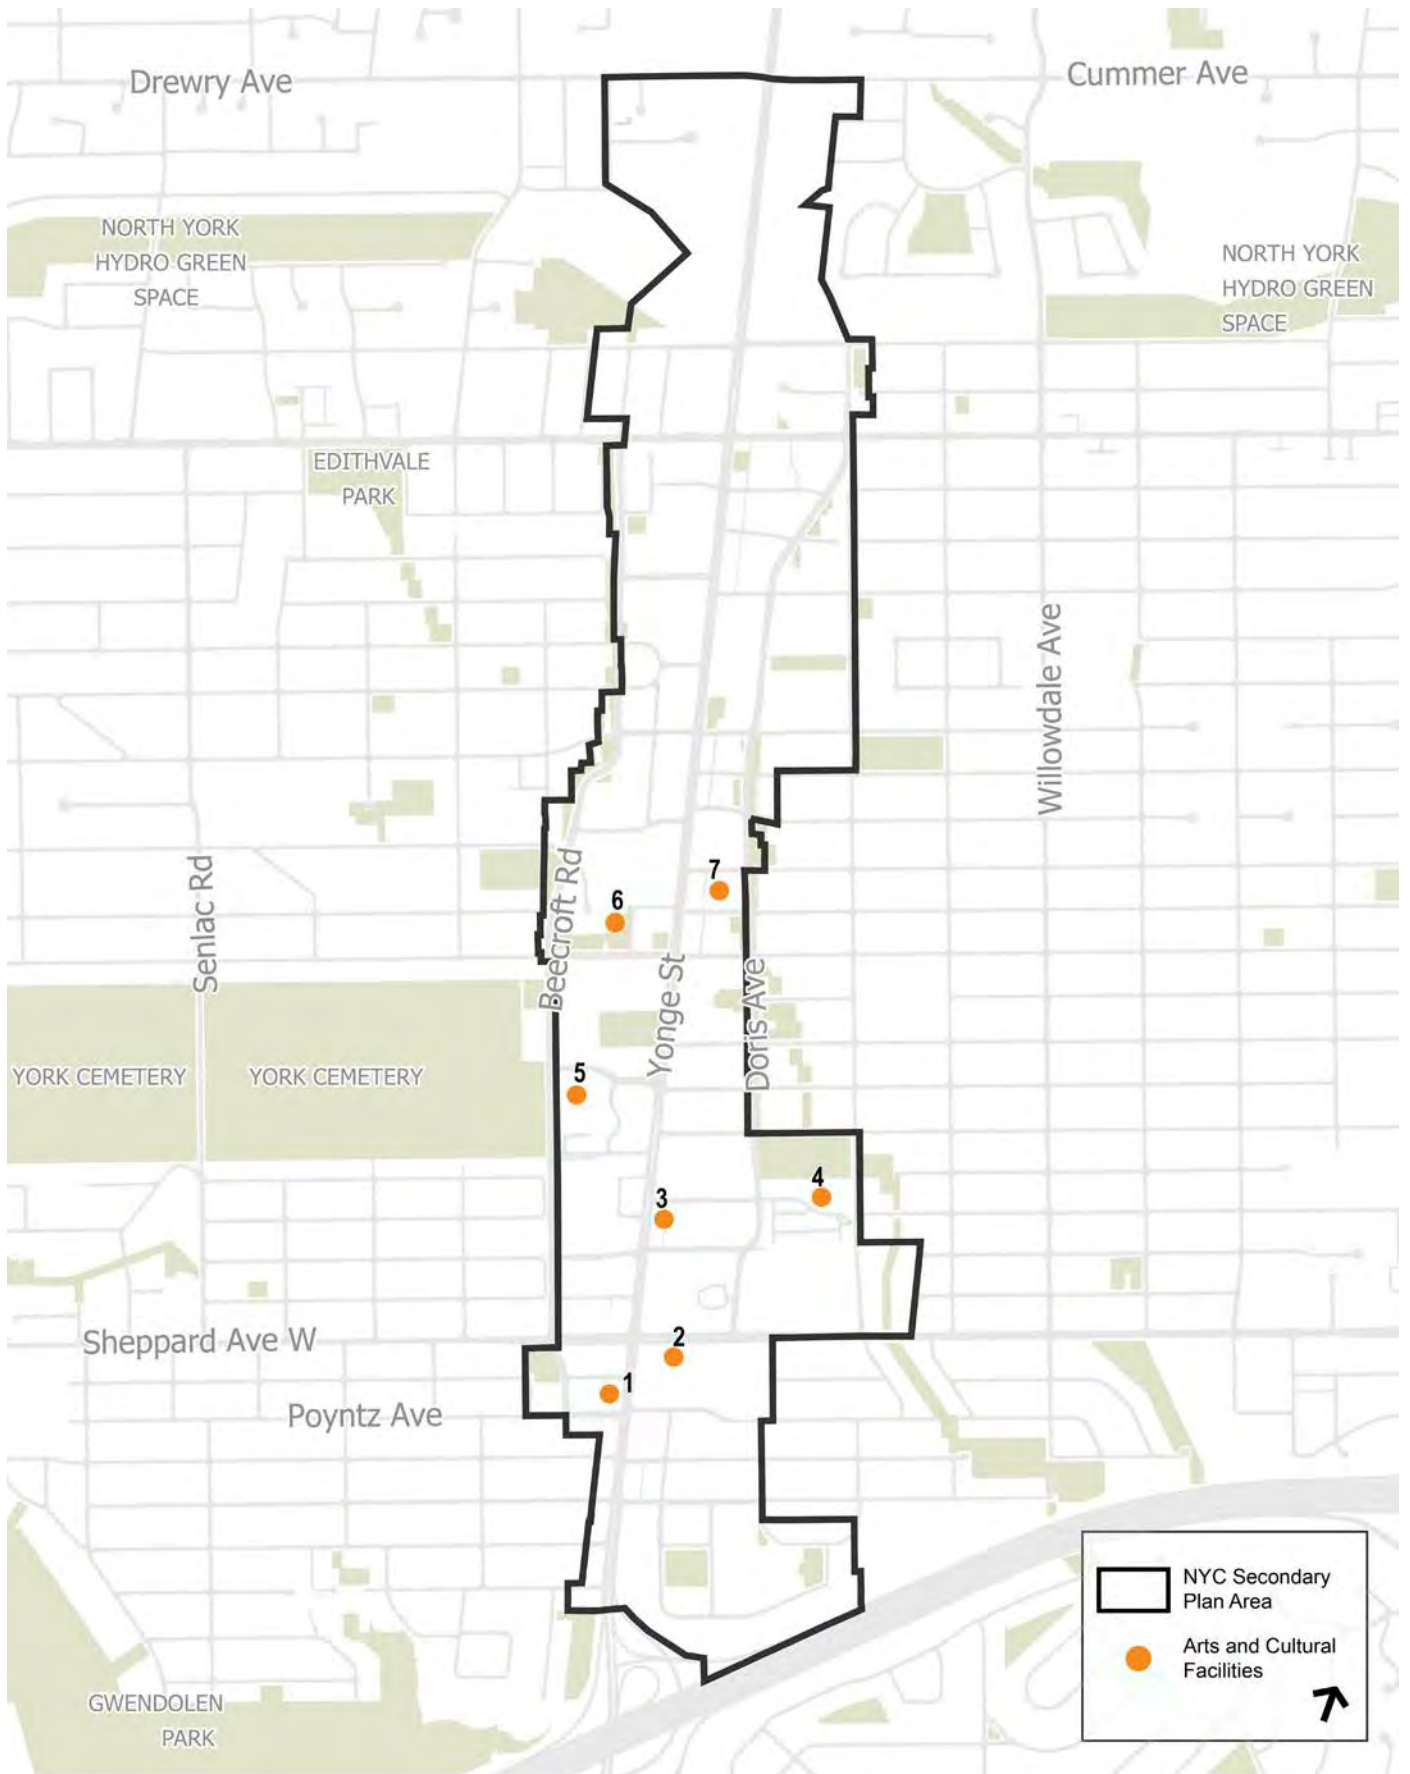 Drewry Ave
Cummer Ave
NORTH YORK
HYDRO GREEN
SPACE
NORTH YORK
HYDRO GREEN
SPACE
EDITHVALE
PARK
Willowdale Ave
Senlac Rd
Beecroft Rd
7
6
Yonge St
Doris Ave
YORK CEMETERY
YORK CEMETERY
5
4
3
Sheppard Ave W
2
1
Poyntz Ave
NYC Secondary
Plan Area
Arts and Cultural
Facilities
GWENDOLEN
PARK